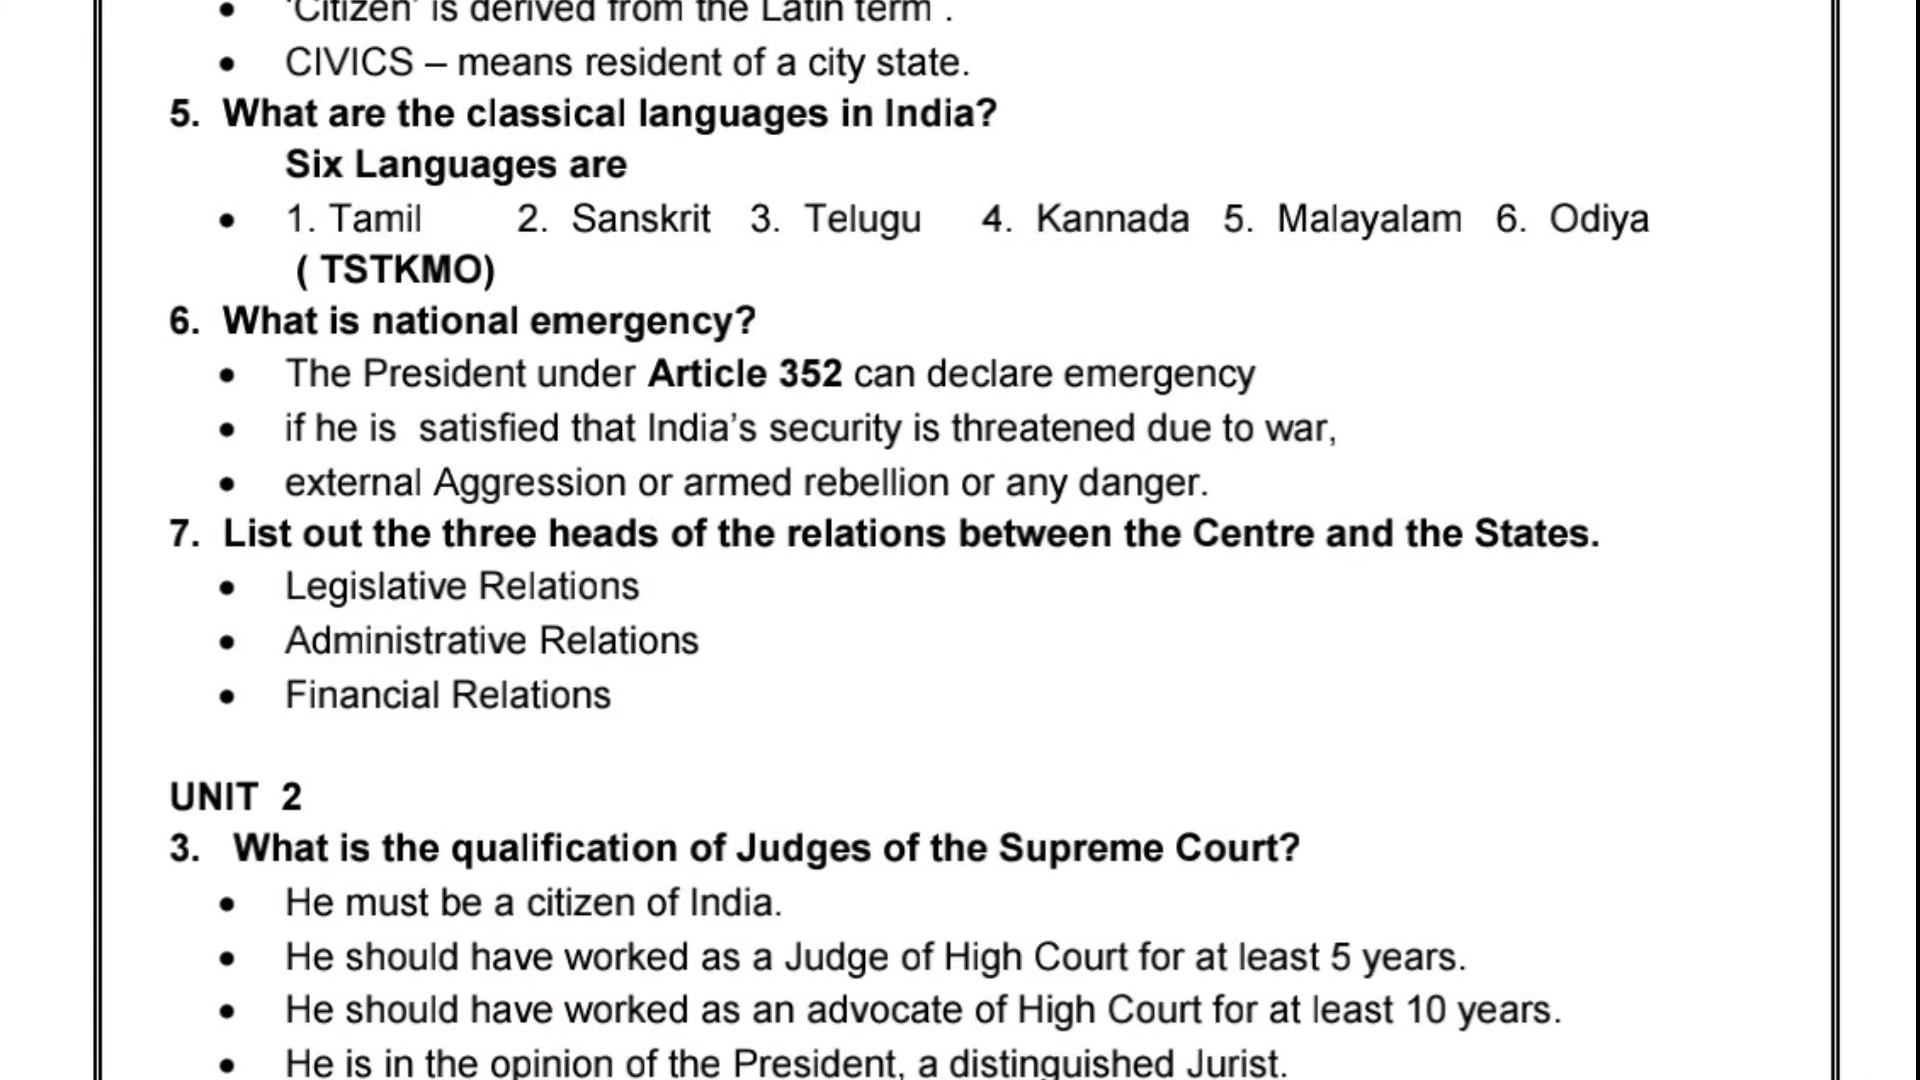 • 'Citizen' is derived from the Latin term .
• CIVICS – means resident of a city state.
5. What are the classical languages in India?
Six Languages are
• 1. Tamil 2. Sanskrit 3. Telugu 4. Kannada 5. Malayalam 6. Odiya
( TSTKMO)
6. What is national emergency?
• The President under Article 352 can declare emergency
• if he is satisfied that India’s security is threatened due to war,
• external Aggression or armed rebellion or any danger.
7. List out the three heads of the relations between the Centre and the States.
• Legislative Relations
• Administrative Relations
• Financial Relations
UNIT 2
3. What is the qualification of Judges of the Supreme Court?
• He must be a citizen of India.
• He should have worked as a Judge of High Court for at least 5 years.
• He should have worked as an advocate of High Court for at least 10 years.
• He is in the opinion of the President, a distinguished Jurist.